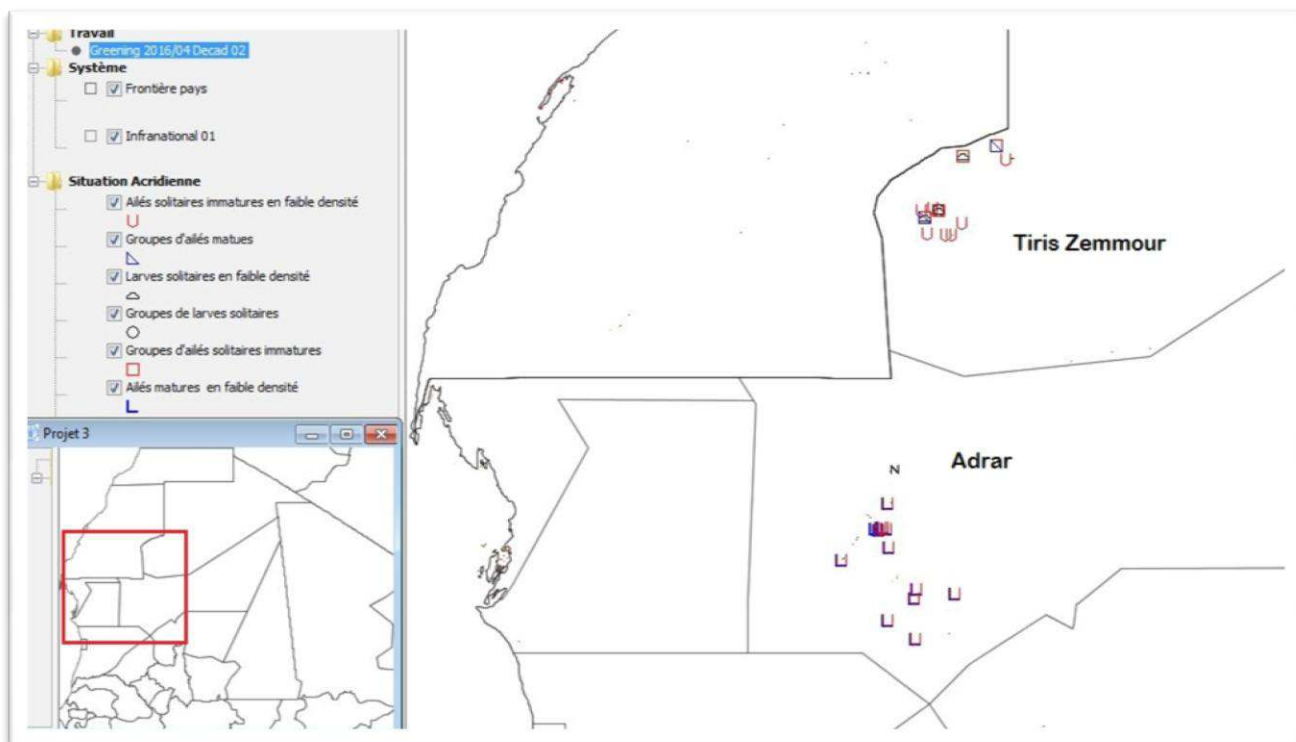 Travail
Greening 2016/04 Decad 02
Système
Frontière pays
Infranational 01
Situation Acridienne
Ailés solitaires immatures en faible densité
Groupes d'ailés matues
Larves solitaires en faible densité
Groupes de larves solitaires
Groupes d'ailés solitaires immatures
Ailés matures en faible densité
Projet 3
Tiris Zemmour
Adrar
N